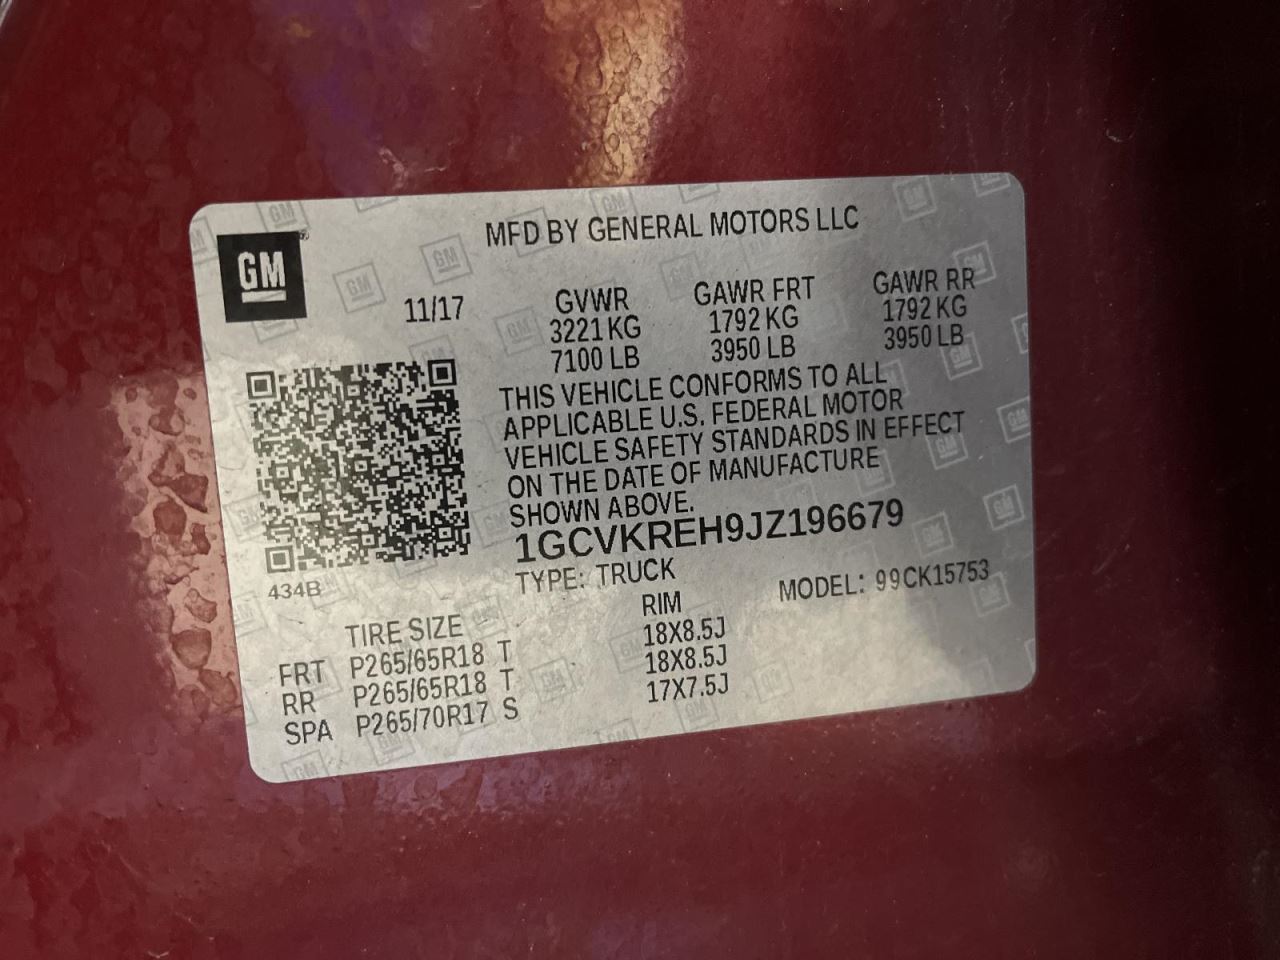 GM
MFD BY GENERAL MOTORS LLC
11/17 GVWR GAWR FRT GAWR RR
3221 KG 1792 KG 1792 KG
7100 LB 3950 LB 3950 LB
THIS VEHICLE CONFORMS TO ALL
APPLICABLE U.S. FEDERAL MOTOR
VEHICLE SAFETY STANDARDS IN EFFECT
ON THE DATE OF MANUFACTURE
SHOWN ABOVE.
1GCVKREH9JZ196679
434B TYPE: TRUCK MODEL: 99CK15753
TIRE SIZE RIM
FRT P265/65R18 T 18X8.5J
RR P265/65R18 T 18X8.5J
SPA P265/70R17 S 17X7.5J